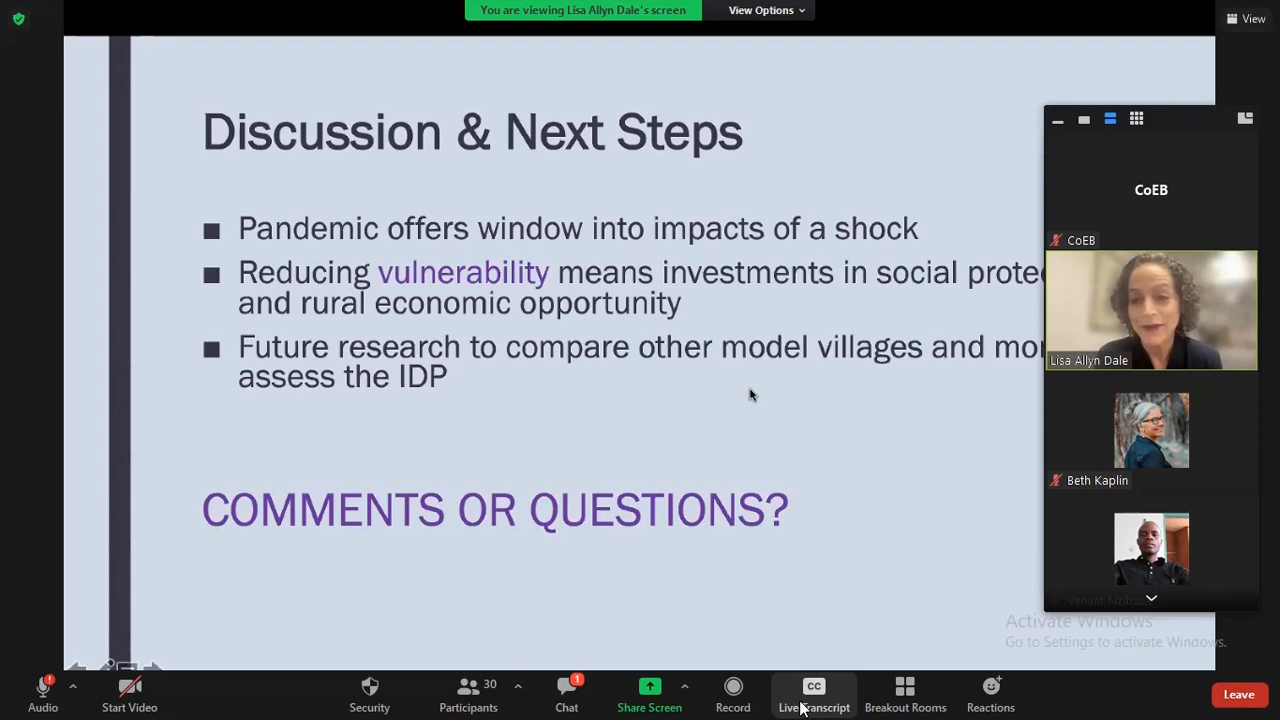 You are viewing Lisa Allyn Dale's screen
View Options
View
Discussion & Next Steps
Pandemic offers window into impacts of a shock
Reducing vulnerability means investments in social prote
and rural economic opportunity
Future research to compare other model villages and mo
assess the IDP
COMMENTS OR QUESTIONS?
CoEB
CoEB
Lisa Allyn Dale
Beth Kaplin
Activate Windows
Go to Settings to activate Windows.
Audio
Start Video
Security
30
Participants
1
Chat
Share Screen
Record
CC
Live Transcript
Breakout Rooms
Reactions
Leave